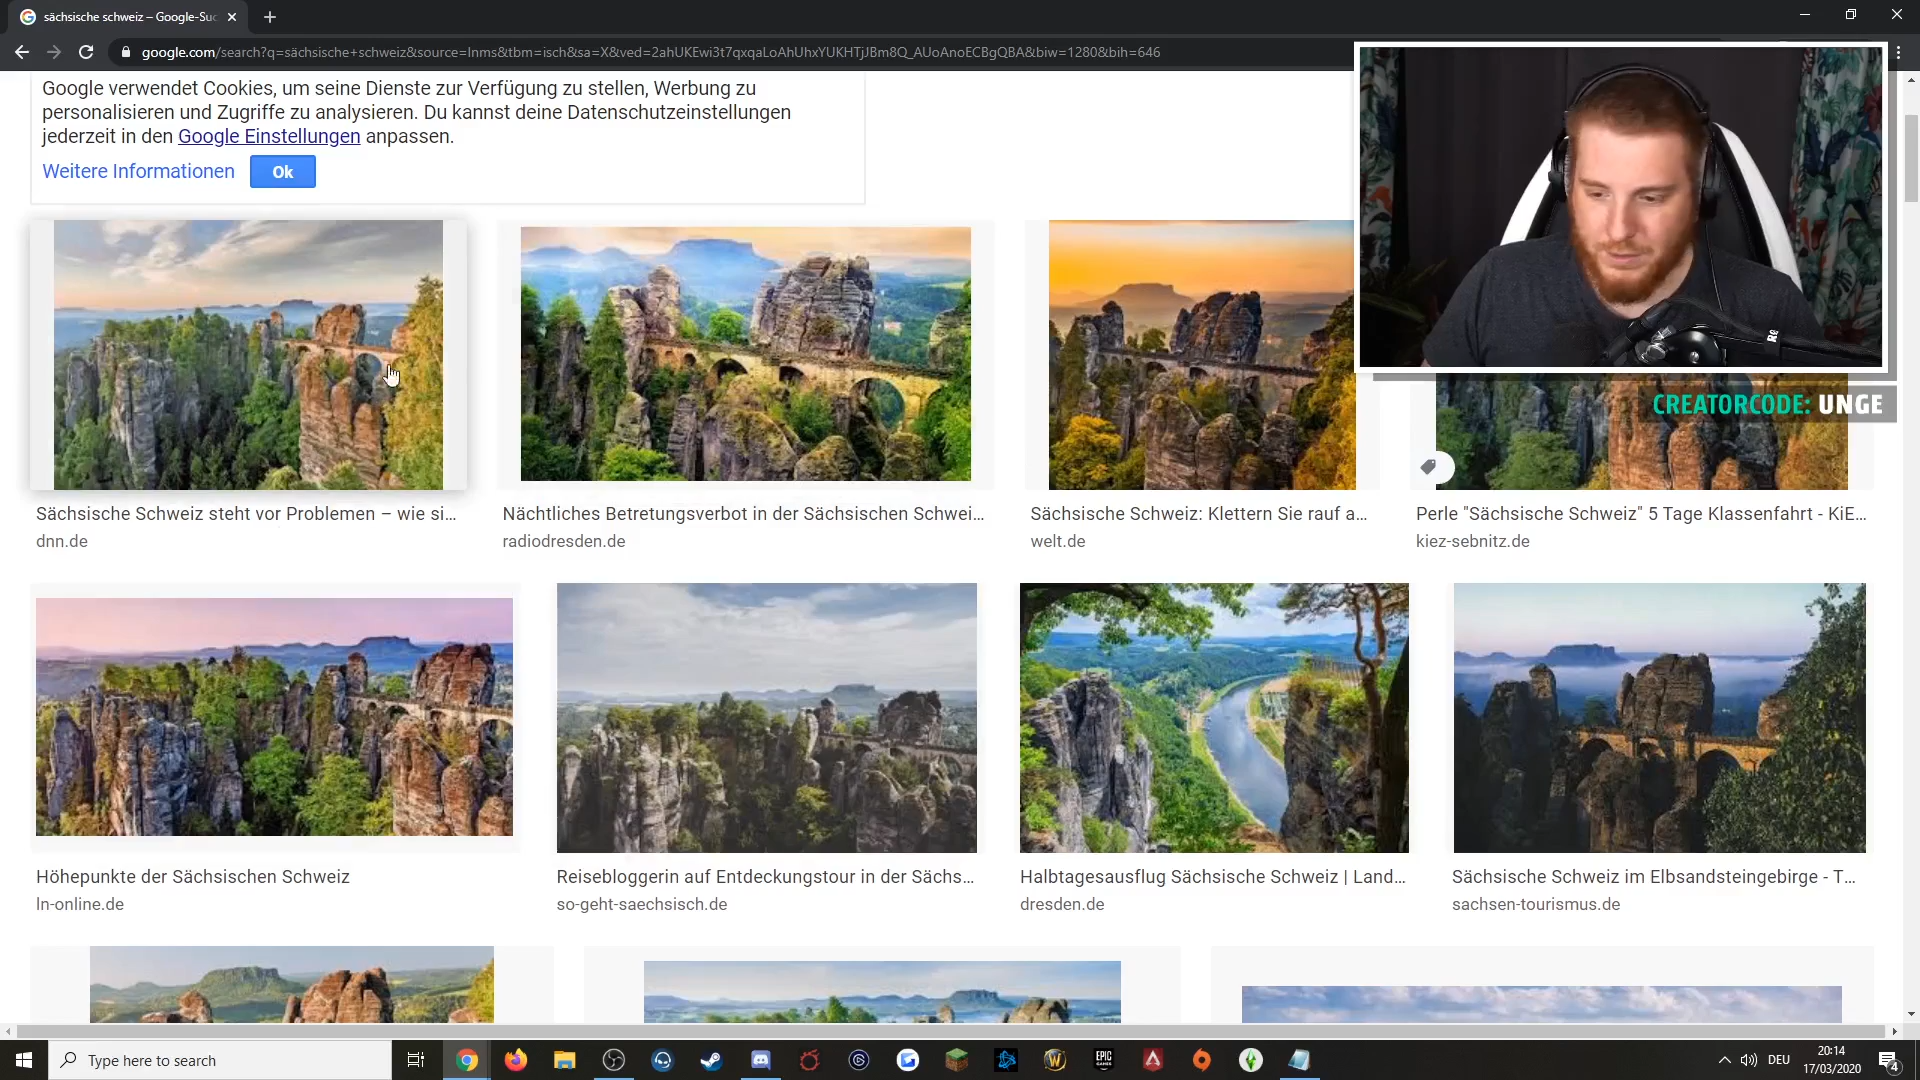 sächsische schweiz – Google-Suc
google.com/search?q=sächsische+schweiz&source=lnms&tbm=isch&sa=X&ved=2ahUKEwi3t7qxqaLoAhUhxYUKHTjJBm8Q_AUoAnoECBgQBA&biw=1280&bih=646
Google verwendet Cookies, um seine Dienste zur Verfügung zu stellen, Werbung zu
personalisieren und Zugriffe zu analysieren. Du kannst deine Datenschutzeinstellungen
jederzeit in den Google Einstellungen anpassen.
Weitere Informationen Ok
CREATORCODE: UNGE
Sächsische Schweiz steht vor Problemen – wie si...
dnn.de
Nächtliches Betretungsverbot in der Sächsischen Schwei...
radiodresden.de
Sächsische Schweiz: Klettern Sie rauf a...
welt.de
Perle "Sächsische Schweiz" 5 Tage Klassenfahrt - KiE...
kiez-sebnitz.de
Höhepunkte der Sächsischen Schweiz
ln-online.de
Reisebloggerin auf Entdeckungstour in der Sächs...
so-geht-saechsisch.de
Halbtagesausflug Sächsische Schweiz | Land...
dresden.de
Sächsische Schweiz im Elbsandsteingebirge - T...
sachsen-tourismus.de
Type here to search
EPIC GAMES
DEU
20:14
17/03/2020
4